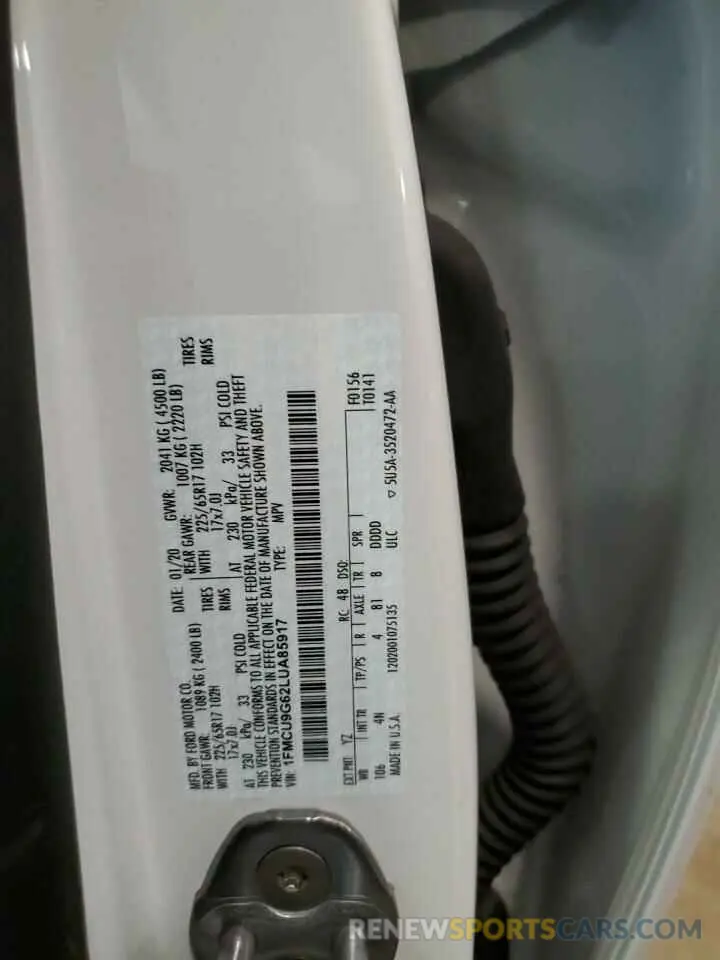 MFD. BY FORD MOTOR CO.
DATE: 01/20 GVWR: 2041 KG ( 4500 LB)
FRONT GAWR: 1089 KG ( 2400 LB) REAR GAWR: 1007 KG ( 2220 LB)
WITH 225/65R17 102H TIRES WITH 225/65R17 102H TIRES
17x7.0J RIMS 17x7.0J RIMS
AT 230 kPa/ 33 PSI COLD AT 230 kPa/ 33 PSI COLD
THIS VEHICLE CONFORMS TO ALL APPLICABLE FEDERAL MOTOR VEHICLE SAFETY AND THEFT
PREVENTION STANDARDS IN EFFECT ON THE DATE OF MANUFACTURE SHOWN ABOVE.
VIN: 1FMCU9G62LUA85917 TYPE: MPV
F0156
T0141
EXT PNT: YZ RC: 48 DSO:
WB INT TR TP/PS R AXLE TR SPR
106 4N 4 81 8 DDDD
MADE IN U.S.A. 1202001075135 ULC 5U5A-3520472-AA
RENEWSPORTSCARS.COM